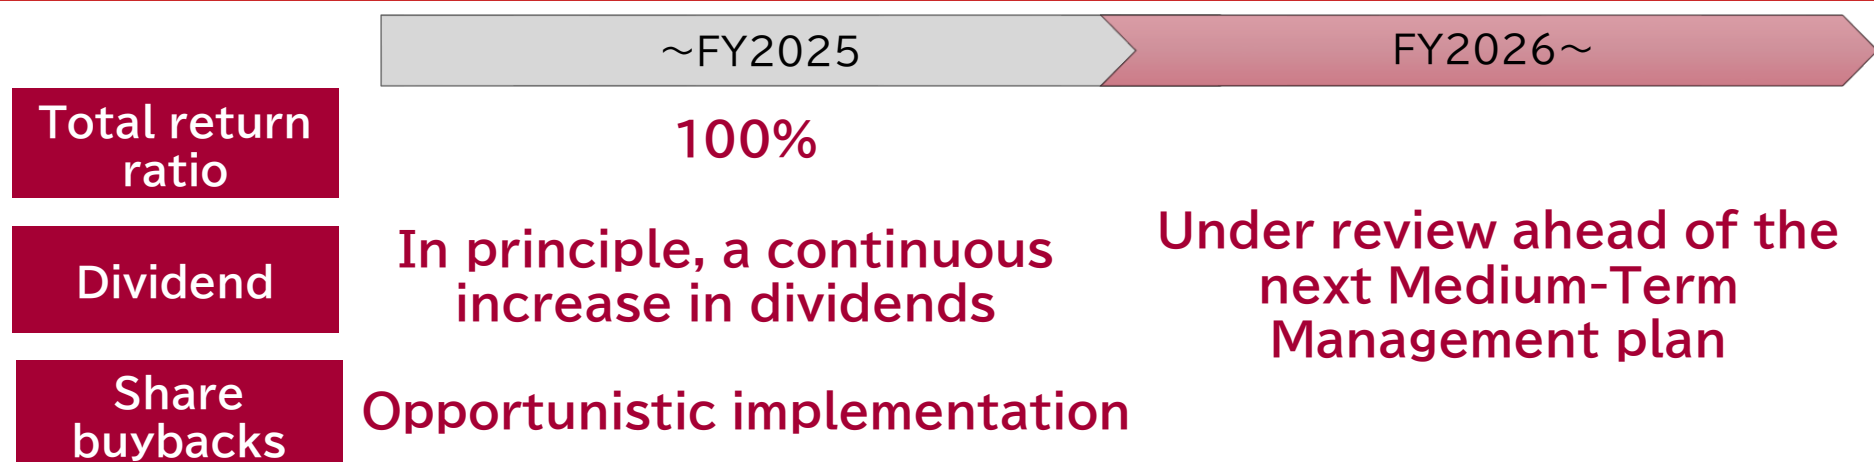 ～FY2025
FY2026～
Total return
ratio
100%
Dividend
In principle, a continuous
increase in dividends
Under review ahead of the
next Medium-Term
Management plan
Share
buybacks
Opportunistic implementation